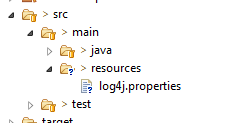 > src
> main
> java
> resources
log4j.properties
> test
target